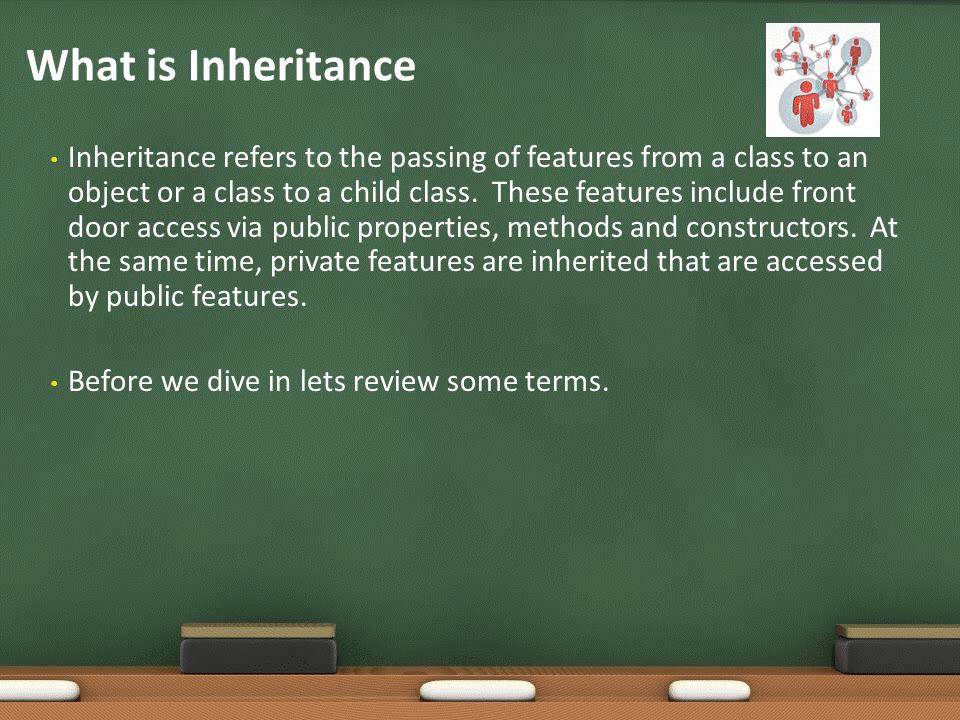 What is Inheritance
• Inheritance refers to the passing of features from a class to an
object or a class to a child class.  These features include front
door access via public properties, methods and constructors.  At
the same time, private features are inherited that are accessed
by public features.
• Before we dive in lets review some terms.